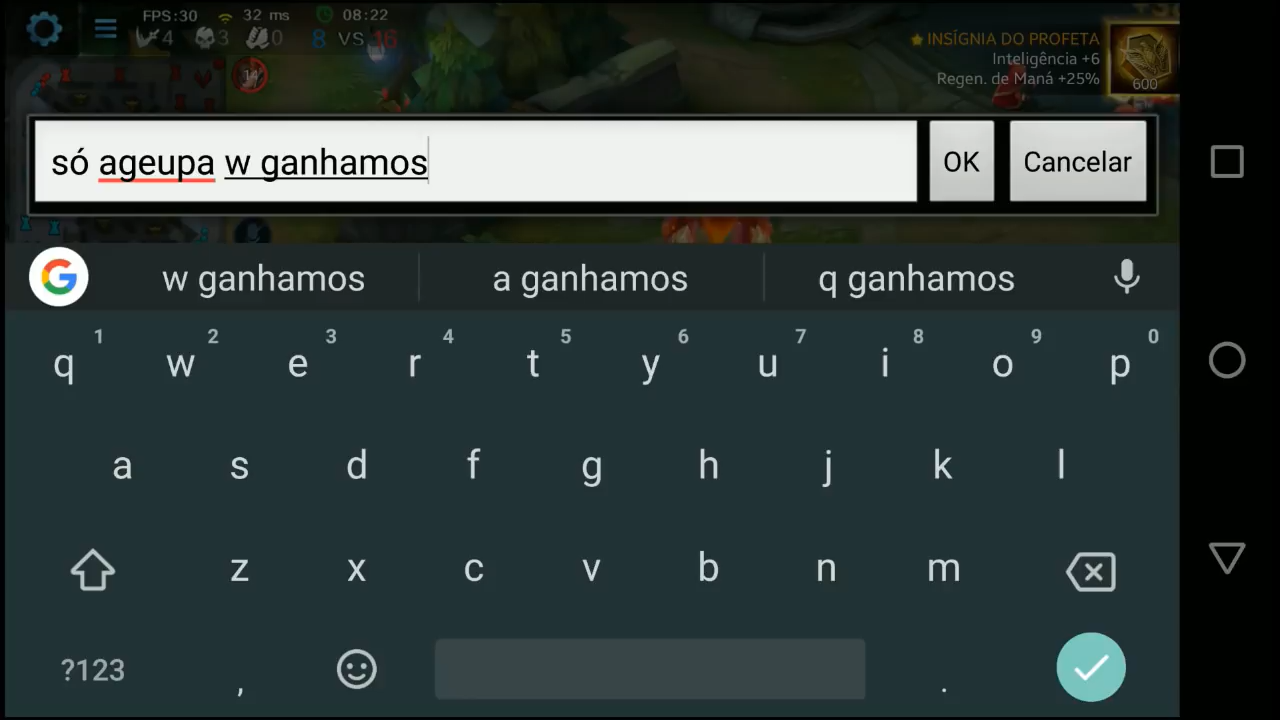 FPS:30 32 ms 08:22
4 3 0 8 VS 16
14
INSÍGNIA DO PROFETA
Inteligência +6
Regen. de Maná +25%
600
só ageupa w ganhamos
OK
Cancelar
w ganhamos a ganhamos q ganhamos
1 2 3 4 5 6 7 8 9 0
q w e r t y u i o p
a s d f g h j k l
z x c v b n m
?123 , .